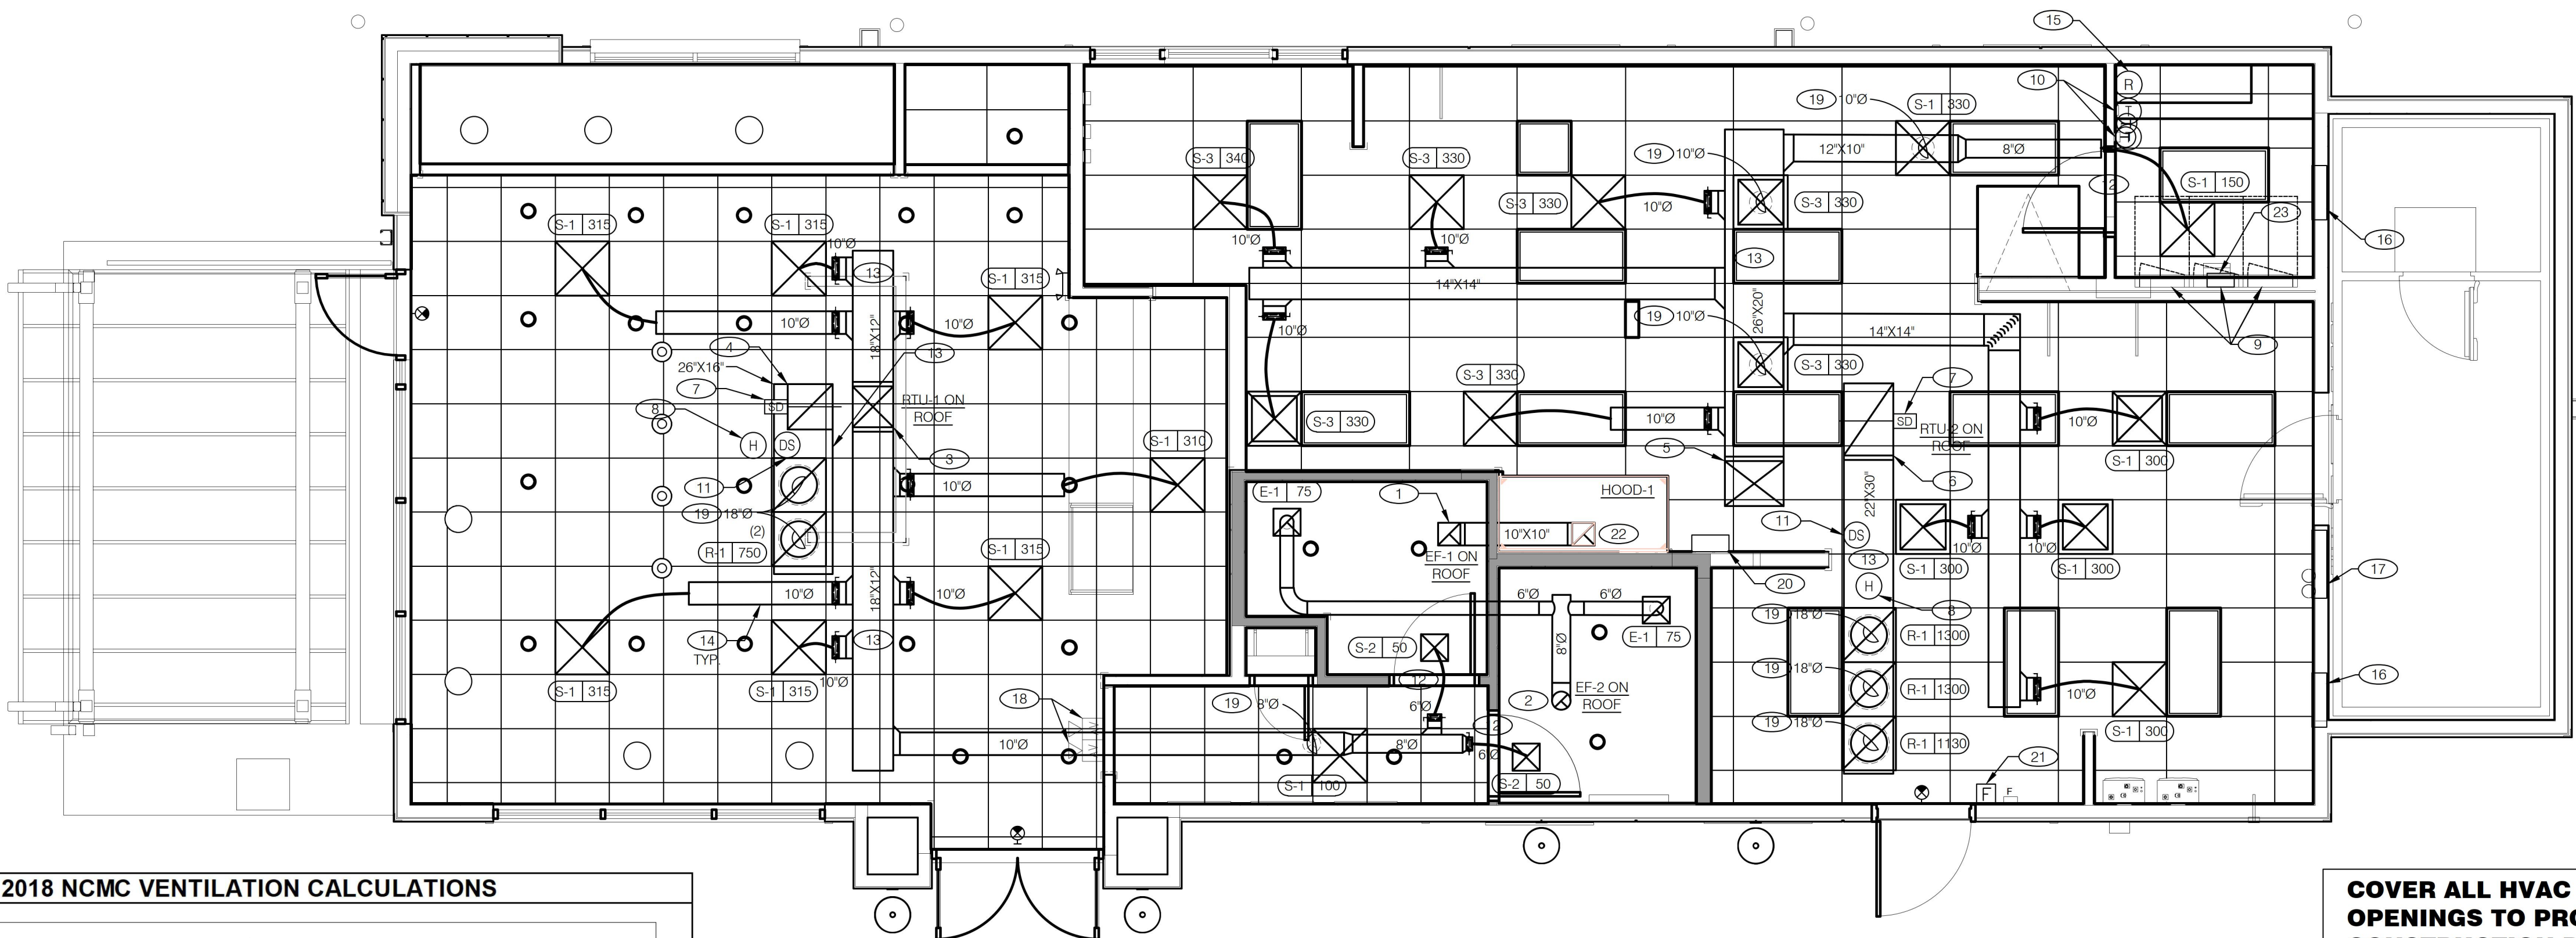 15
10
R
T
T
19 10"Ø
S-1 330
12"X10"
8"Ø
12
S-1 150
23
16
S-3 340
S-3 330
19 10"Ø
S-3 330
10"Ø
S-3 330
10"Ø
10"Ø
13
14"X14"
26"X20"
10"Ø
19 10"Ø
14"X14"
9
S-3 330
S-3 330
10"Ø
S-3 330
5
7
SD
RTU-2 ON
ROOF
10"Ø
S-1 300
6
22"X30"
S-1 315
S-1 315
10"Ø
13
S-1 315
10"Ø
10"Ø
18"X12"
13
4
26"X16"
7
SD
8
H
DS
RTU-1 ON
ROOF
3
S-1 310
11
10"Ø
19 18"Ø
(2)
R-1 750
S-1 315
10"Ø
10"Ø
18"X12"
14
TYP.
13
10"Ø
S-1 315
S-1 315
18
10"Ø
19 8"Ø
8"Ø
S-1 100
E-1 75
1
10"X10"
HOOD-1
22
EF-1 ON
ROOF
20
6"Ø
6"Ø
8"Ø
E-1 75
S-2 50
12
6"Ø
12
6"Ø
2
EF-2 ON
ROOF
S-2 50
11
DS
13
H
8
S-1 300
10"Ø
10"Ø
S-1 300
17
19 18"Ø
R-1 1300
19 18"Ø
R-1 1300
19 18"Ø
R-1 1130
10"Ø
S-1 300
16
21
F
F
2018 NCMC VENTILATION CALCULATIONS
COVER ALL HVAC
OPENINGS TO PRO